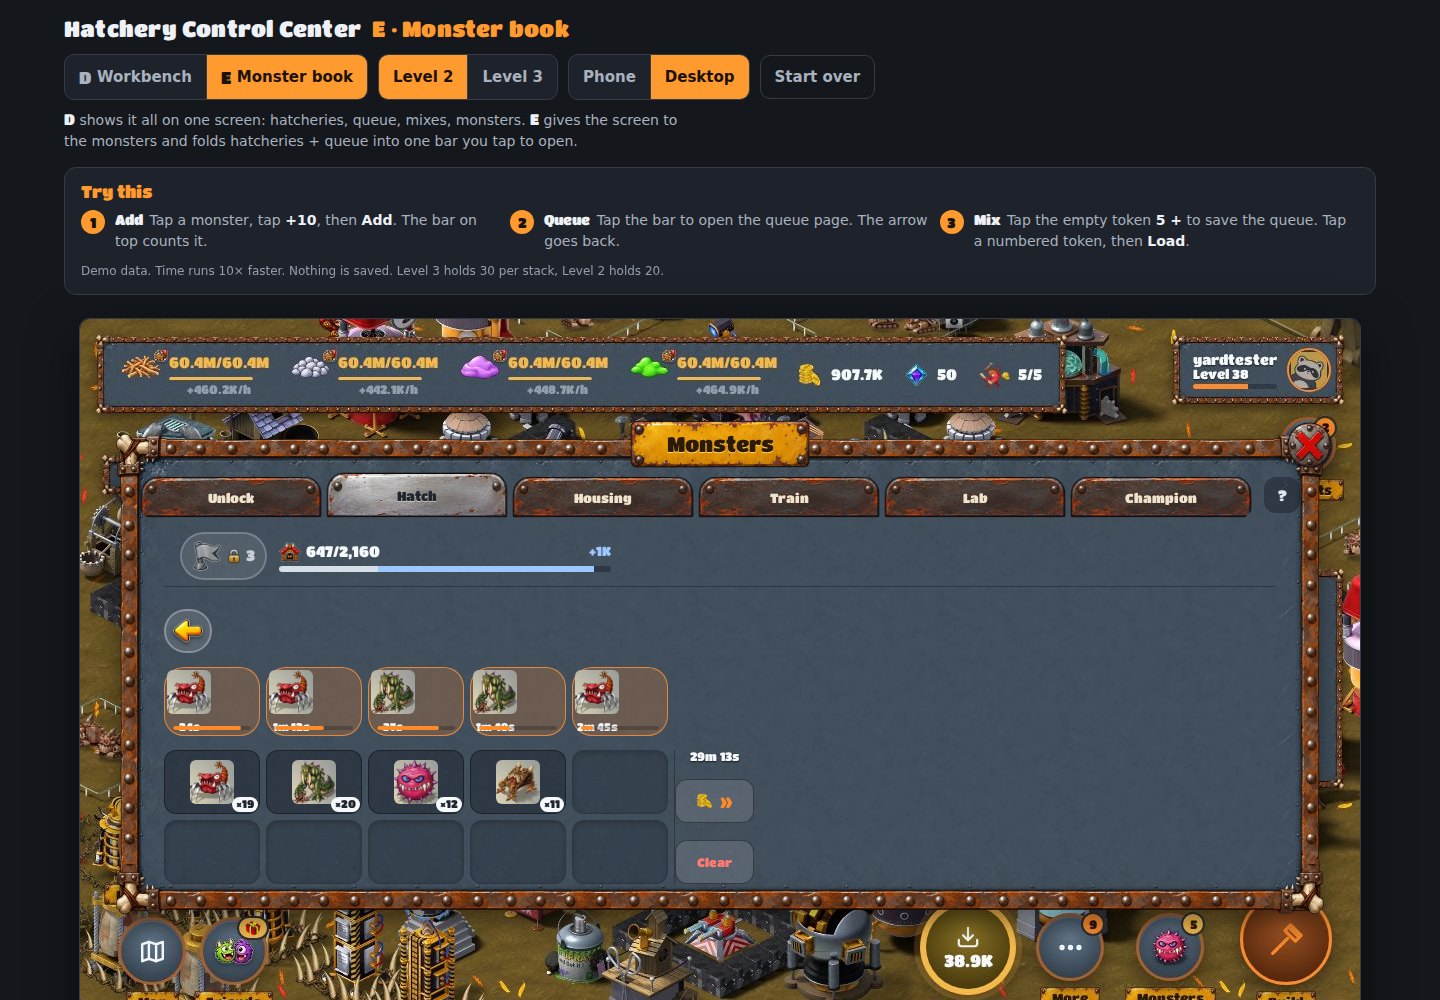 Hatchery Control Center E · Monster book
D Workbench E Monster book Level 2 Level 3 Phone Desktop Start over
D shows it all on one screen: hatcheries, queue, mixes, monsters. E gives the screen to
the monsters and folds hatcheries + queue into one bar you tap to open.
Try this
1 Add Tap a monster, tap +10, then Add. The bar on
top counts it.
2 Queue Tap the bar to open the queue page. The arrow
goes back.
3 Mix Tap the empty token 5 + to save the queue. Tap
a numbered token, then Load.
Demo data. Time runs 10× faster. Nothing is saved. Level 3 holds 30 per stack, Level 2 holds 20.
60.4M/60.4M 60.4M/60.4M 60.4M/60.4M 60.4M/60.4M 907.7K 50 5/5
+460.2K/h +442.1K/h +448.7K/h +464.9K/h
yardtester
Level 38
Monsters
Unlock Hatch Housing Train Lab Champion ?
3 647/2,160 +1K
2m 45s
29m 13s
×19 ×20 ×12 ×11
Clear
38.9K
9
5
More Monsters